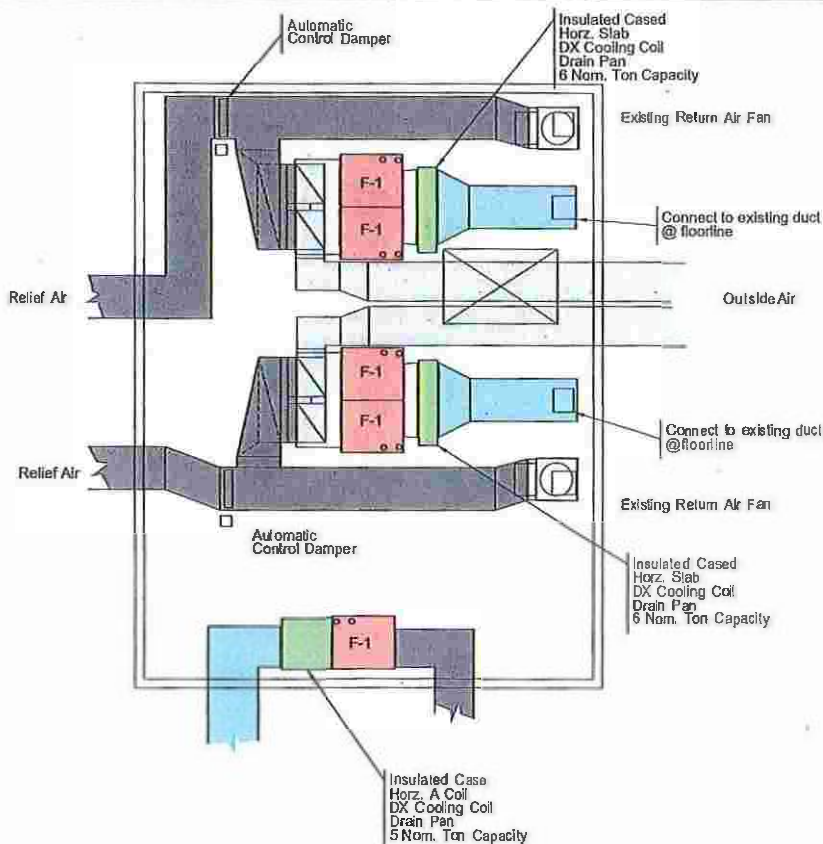 Automatic
Control Damper
Insulated Cased
Horz. Slab
DX Cooling Coil
Drain Pan
6 Nom. Ton Capacity
Existing Return Air Fan
F-1
F-1
Connect to existing duct
@ floorline
Relief Air
Outside Air
F-1
F-1
Connect to existing duct
@ floorline
Relief Air
Existing Return Air Fan
Automatic
Control Damper
Insulated Cased
Horz. Slab
DX Cooling Coil
Drain Pan
6 Nom. Ton Capacity
F-1
Insulated Case
Horz. A Coil
DX Cooling Coil
Drain Pan
5 Nom. Ton Capacity